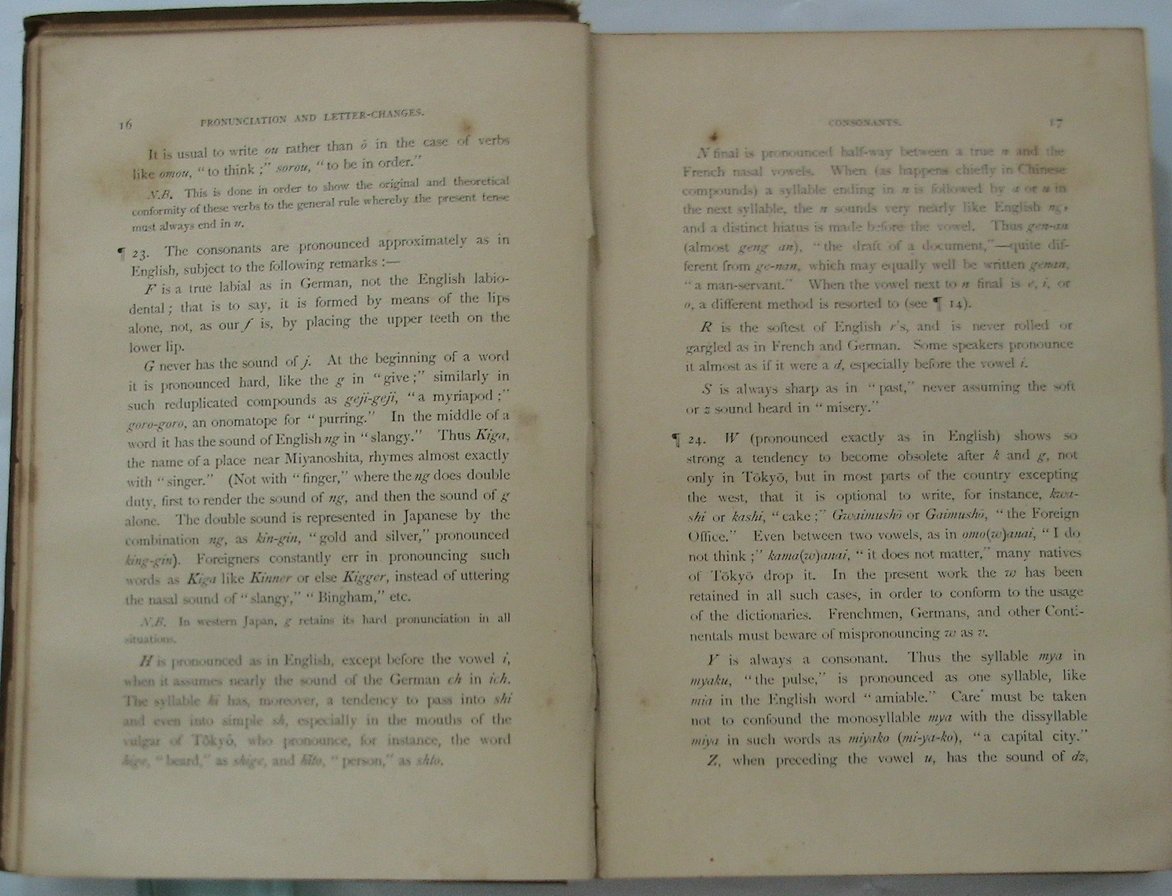 16 PRONUNCIATION AND LETTER-CHANGES.
It is usual to write ou rather than ō in the case of verbs
like omou, “to think ;” sorou, “to be in order.”
N.B. This is done in order to show the original and theoretical
conformity of these verbs to the general rule whereby the present tense
must always end in u.
¶ 23. The consonants are pronounced approximately as in
English, subject to the following remarks :—
F is a true labial as in German, not the English labio-
dental ; that is to say, it is formed by means of the lips
alone, not, as our f is, by placing the upper teeth on the
lower lip.
G never has the sound of j. At the beginning of a word
it is pronounced hard, like the g in “give ;” similarly in
such reduplicated compounds as geji-geji, “a myriapod ;”
goro-goro, an onomatope for “purring.” In the middle of a
word it has the sound of English ng in “slangy.” Thus Kiga,
the name of a place near Miyanoshita, rhymes almost exactly
with “singer.” (Not with “finger,” where the ng does double
duty, first to render the sound of ng, and then the sound of g
alone. The double sound is represented in Japanese by the
combination ng, as kin-gin, “gold and silver,” pronounced
king-gin). Foreigners constantly err in pronouncing such
words as Kiga like Kinner or else Kigger, instead of uttering
the nasal sound of “slangy,” “Bingham,” etc.
N.B. In western Japan, g retains its hard pronunciation in all
situations.
H is pronounced as in English, except before the vowel i,
when it assumes nearly the sound of the German ch in ich.
The syllable hi has, moreover, a tendency to pass into shi
and even into simple sh, especially in the mouths of the
vulgar of Tōkyō, who pronounce, for instance, the word
hige, “beard,” as shige, and hito, “person,” as shto.
CONSONANTS. 17
N final is pronounced half-way between a true n and the
French nasal vowels. When (as happens chiefly in Chinese
compounds) a syllable ending in n is followed by a or u in
the next syllable, the n sounds very nearly like English ng,
and a distinct hiatus is made before the vowel. Thus gen-an
(almost geng an), “the draft of a document,”—quite dif-
ferent from ge-nan, which may equally well be written genan,
“a man-servant.” When the vowel next to n final is e, i, or
o, a different method is resorted to (see ¶ 14).
R is the softest of English r's, and is never rolled or
gargled as in French and German. Some speakers pronounce
it almost as if it were a d, especially before the vowel i.
S is always sharp as in “past,” never assuming the soft
or z sound heard in “misery.”
¶ 24. W (pronounced exactly as in English) shows so
strong a tendency to become obsolete after k and g, not
only in Tōkyō, but in most parts of the country excepting
the west, that it is optional to write, for instance, kwa-
shi or kashi, “cake ;” Gwaimushō or Gaimushō, “the Foreign
Office.” Even between two vowels, as in omo(w)anai, “I do
not think ;” kama(w)anai, “it does not matter,” many natives
of Tōkyō drop it. In the present work the w has been
retained in all such cases, in order to conform to the usage
of the dictionaries. Frenchmen, Germans, and other Conti-
nentals must beware of mispronouncing w as v.
Y is always a consonant. Thus the syllable mya in
myaku, “the pulse,” is pronounced as one syllable, like
mia in the English word “amiable.” Care must be taken
not to confound the monosyllable mya with the dissyllable
miya in such words as miyako (mi-ya-ko), “a capital city.”
Z, when preceding the vowel u, has the sound of dz,